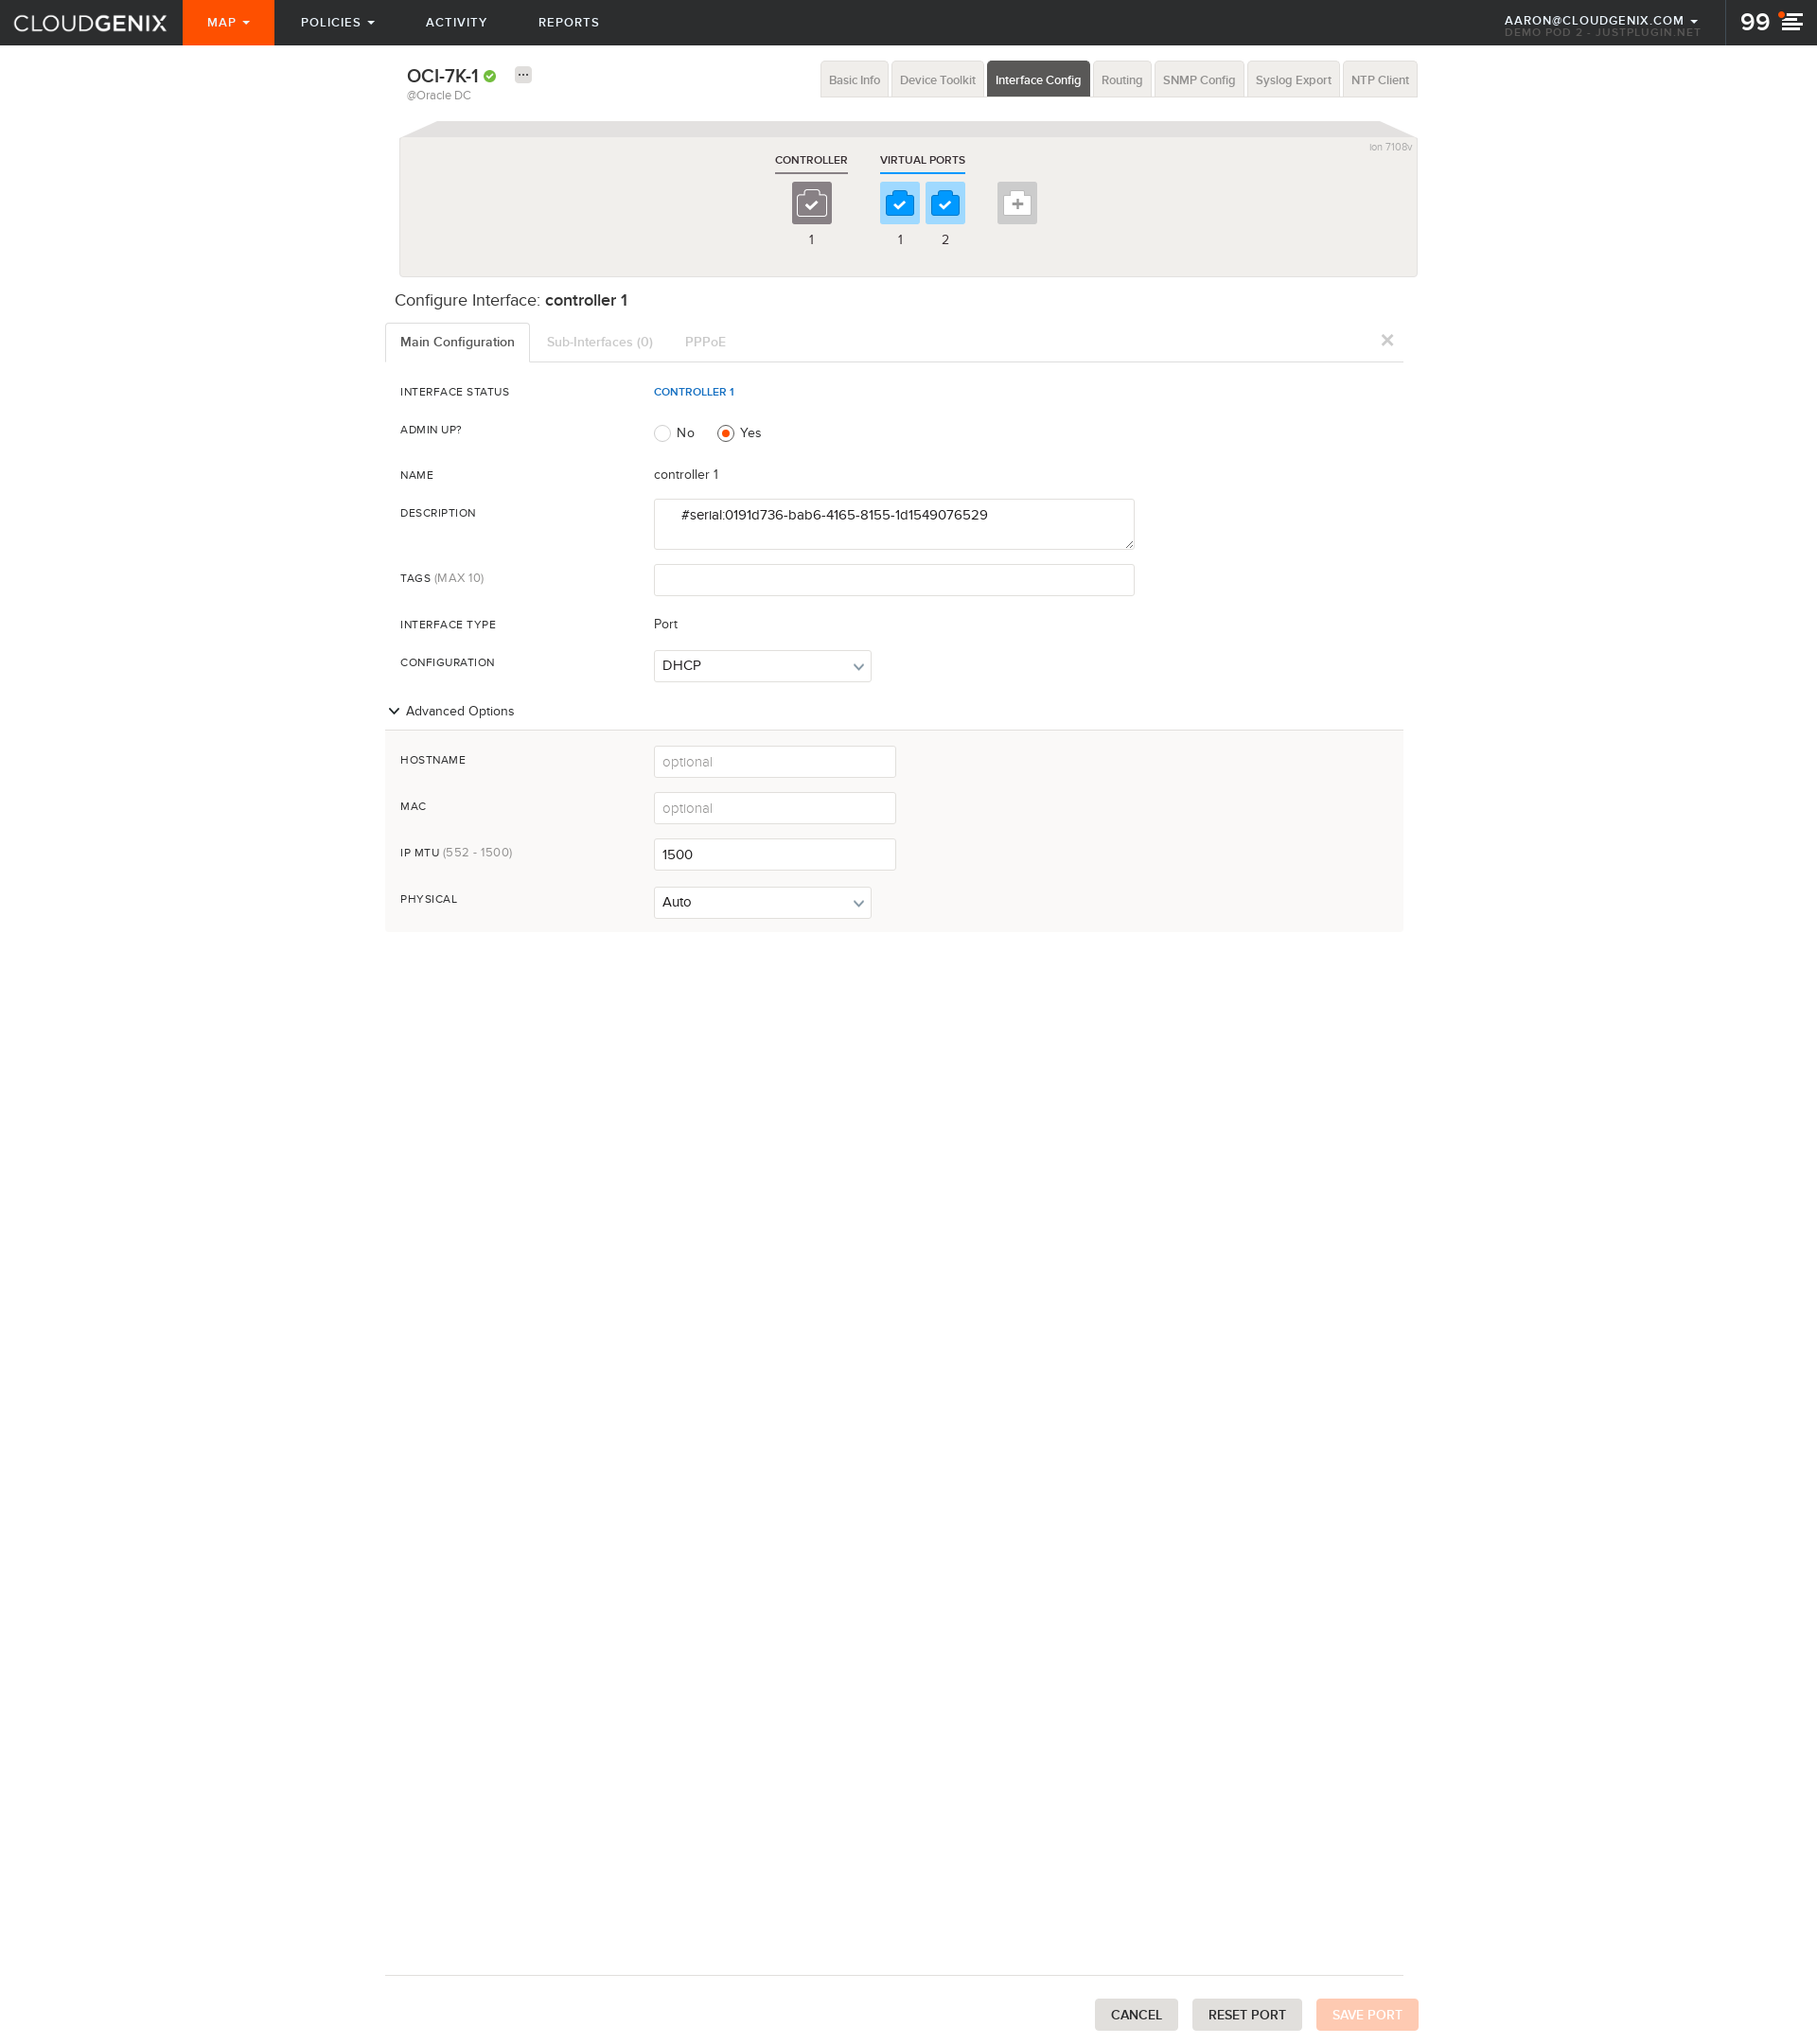 CLOUDGENIX MAP POLICIES ACTIVITY REPORTS AARON@CLOUDGENIX.COM 99
DEMO POD 2 - JUSTPLUGIN.NET
OCI-7K-1 ... Basic Info Device Toolkit Interface Config Routing SNMP Config Syslog Export NTP Client
@Oracle DC
ion 7108v
CONTROLLER VIRTUAL PORTS
1 1 2
Configure Interface: controller 1
Main Configuration Sub-Interfaces (0) PPPoE
INTERFACE STATUS CONTROLLER 1
ADMIN UP? No Yes
NAME controller 1
DESCRIPTION #serial:0191d736-bab6-4165-8155-1d1549076529
TAGS (MAX 10)
INTERFACE TYPE Port
CONFIGURATION DHCP
Advanced Options
HOSTNAME optional
MAC optional
IP MTU (552 - 1500) 1500
PHYSICAL Auto
CANCEL RESET PORT SAVE PORT